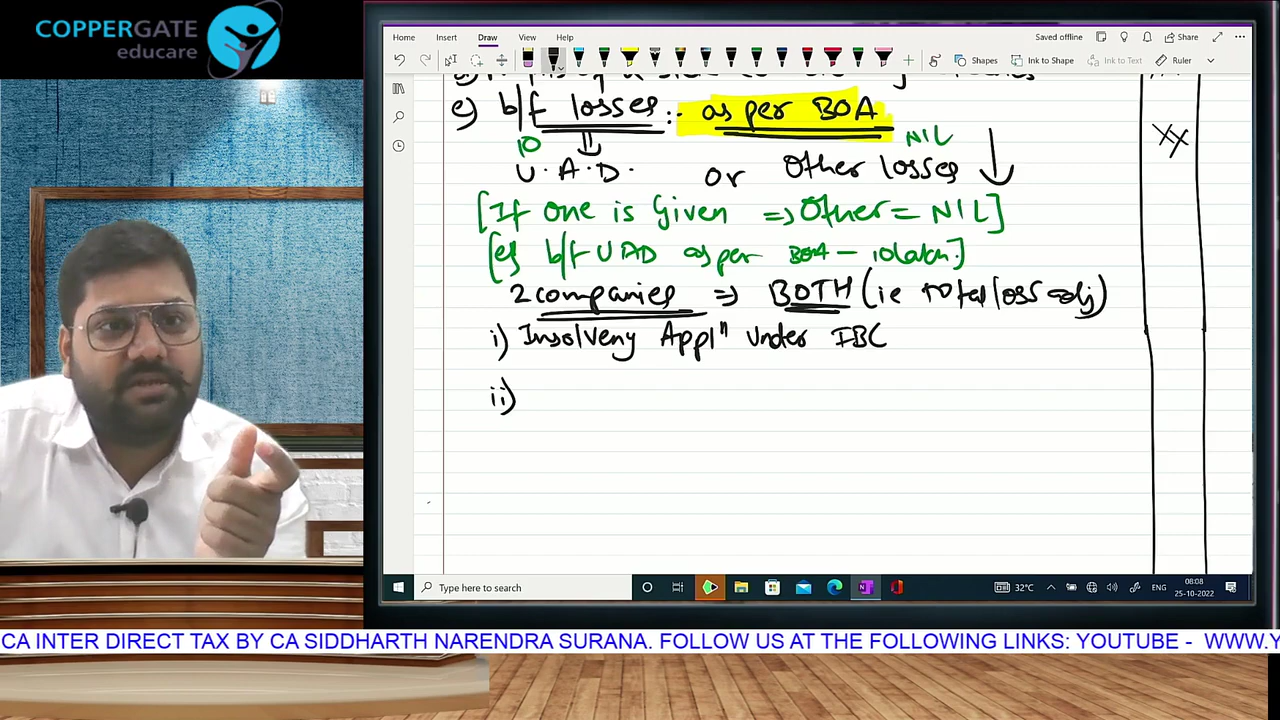 COPPERGATE
educare
Home Insert Draw View Help
Saved offline
Share
Shapes
Ink to Shape
Ink to Text
Ruler
e) b/f losses :- as per BOA
10 NIL
U.A.D. or Other losses
XX
[If one is Given => Other = NIL]
[eg b/f UAD as per BOA - 10 lakh.]
2 companies => BOTH (ie total loss adj)
i) Insolveny Appl" under IBC
ii)
Type here to search
32°C
ENG
08:08
25-10-2022
CA INTER DIRECT TAX BY CA SIDDHARTH NARENDRA SURANA. FOLLOW US AT THE FOLLOWING LINKS: YOUTUBE - WWW.Y